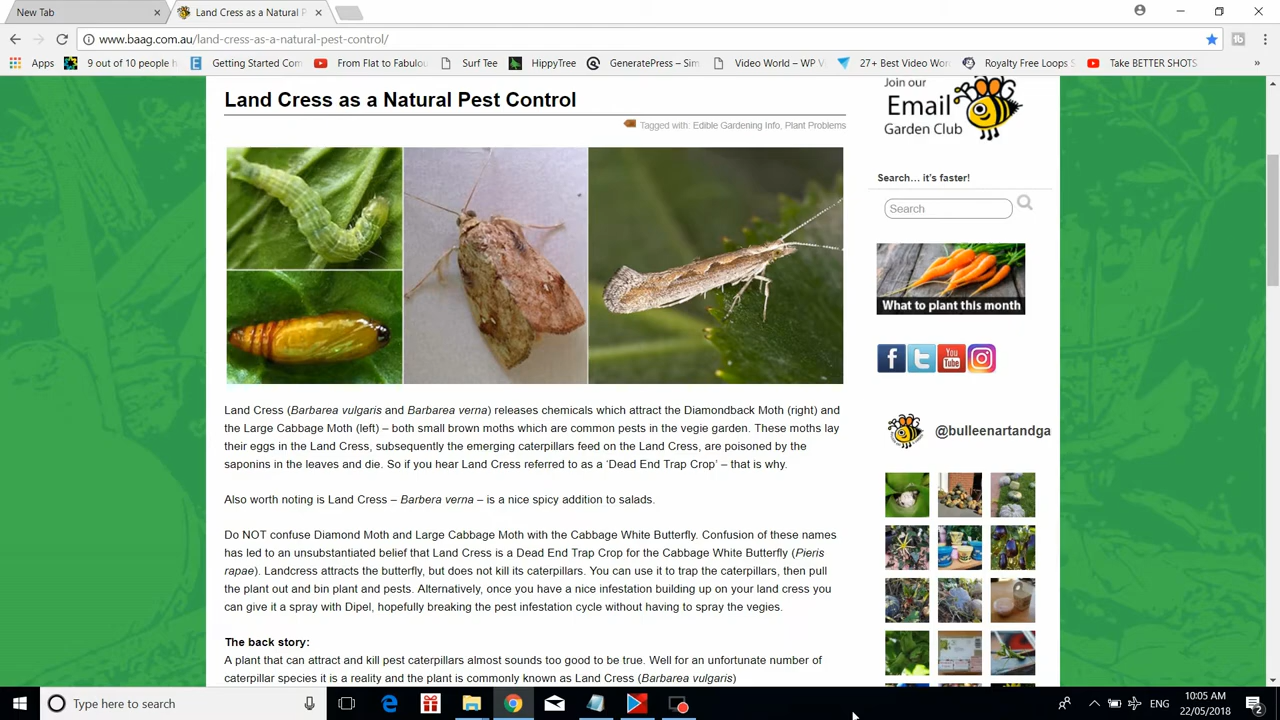 New Tab
Land Cress as a Natural P
www.baag.com.au/land-cress-as-a-natural-pest-control/
Apps
9 out of 10 people h
Getting Started Com
From Flat to Fabulou
Surf Tee
HippyTree
GeneratePress – Sim
Video World – WP V
27+ Best Video Wor
Royalty Free Loops S
Take BETTER SHOTS
»
Land Cress as a Natural Pest Control
Tagged with: Edible Gardening Info, Plant Problems
Land Cress (Barbarea vulgaris and Barbarea verna) releases chemicals which attract the Diamondback Moth (right) and
the Large Cabbage Moth (left) – both small brown moths which are common pests in the vegie garden. These moths lay
their eggs in the Land Cress, subsequently the emerging caterpillars feed on the Land Cress, are poisoned by the
saponins in the leaves and die. So if you hear Land Cress referred to as a ‘Dead End Trap Crop’ – that is why.
Also worth noting is Land Cress – Barbera verna – is a nice spicy addition to salads.
Do NOT confuse Diamond Moth and Large Cabbage Moth with the Cabbage White Butterfly. Confusion of these names
has led to an unsubstantiated belief that Land Cress is a Dead End Trap Crop for the Cabbage White Butterfly (Pieris
rapae). Landcress attracts the butterfly, but does not kill its caterpillars. You can use it to trap the caterpillars, then pull
the plant out and bin plant and pests. Alternatively, once you have a nice infestation building up on your land cress you
can give it a spray with Dipel, hopefully breaking the pest infestation cycle without having to spray the vegies.
The back story:
A plant that can attract and kill pest caterpillars almost sounds too good to be true. Well for an unfortunate number of
caterpillar species it is a reality and the plant is commonly known as Land Cress (Barbarea vulgaris)
Join our
Email
Garden Club
Search… it’s faster!
Search
What to plant this month
You
Tube
@bulleenartandga
Type here to search
ENG
10:05 AM
22/05/2018
2